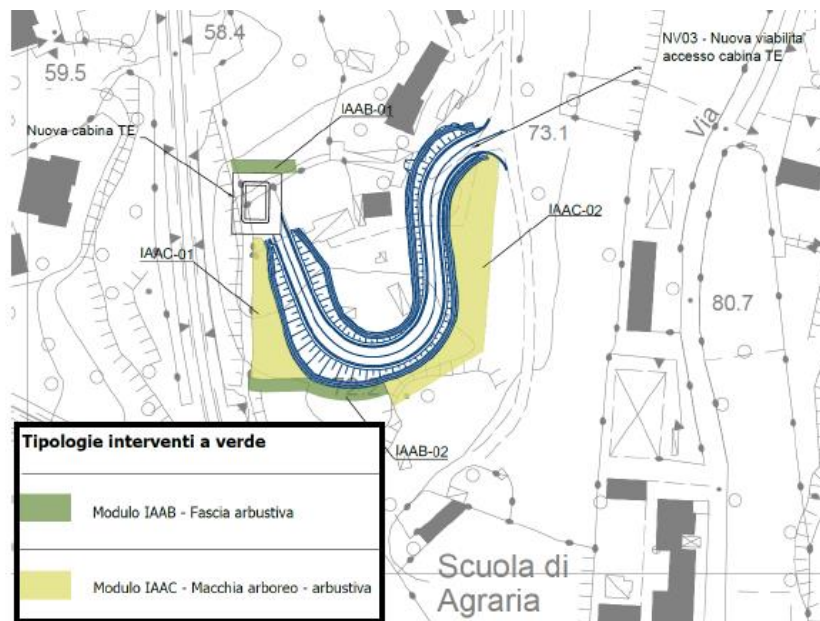 58.4
NV03 - Nuova viabilita'
accesso cabina TE
59.5
IAAB-01
Via
Nuova cabina TE
73.1
IAAC-02
IAAC-01
80.7
72.2
IAAB-02
Tipologie interventi a verde
Modulo IAAB - Fascia arbustiva
Modulo IAAC - Macchia arboreo - arbustiva
Scuola di
Agraria